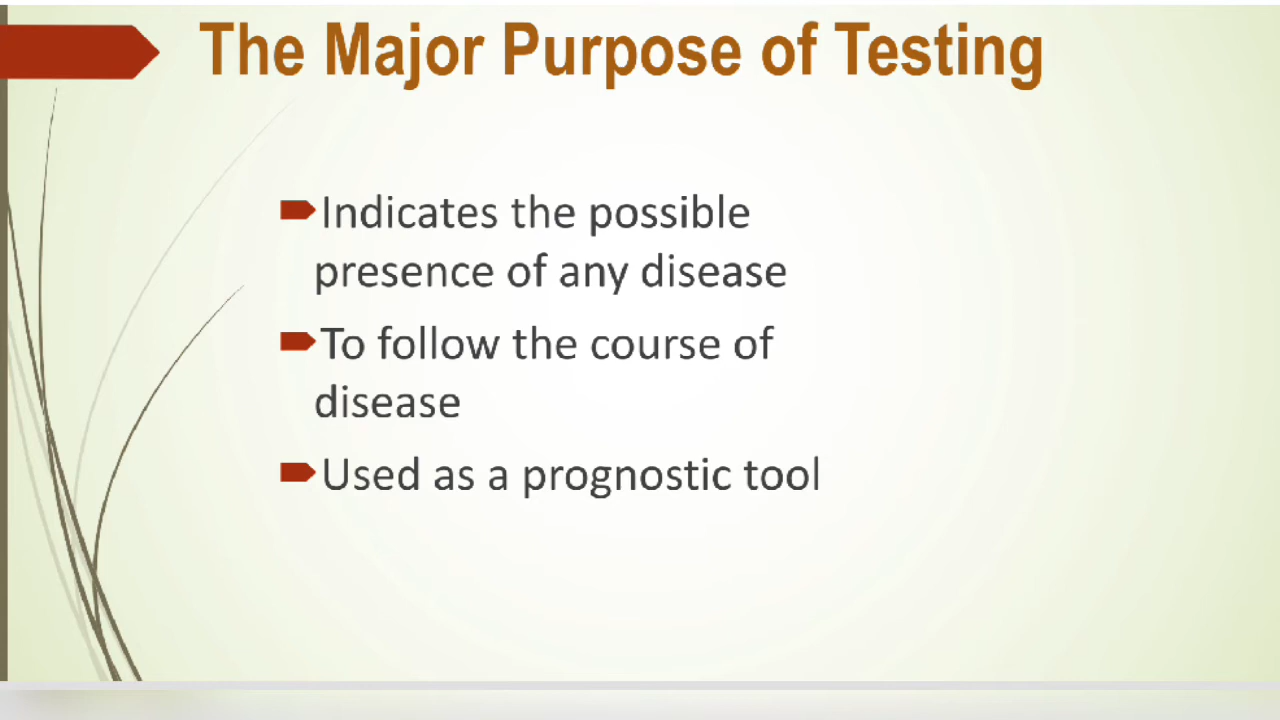 The Major Purpose of Testing
Indicates the possible
presence of any disease
To follow the course of
disease
Used as a prognostic tool